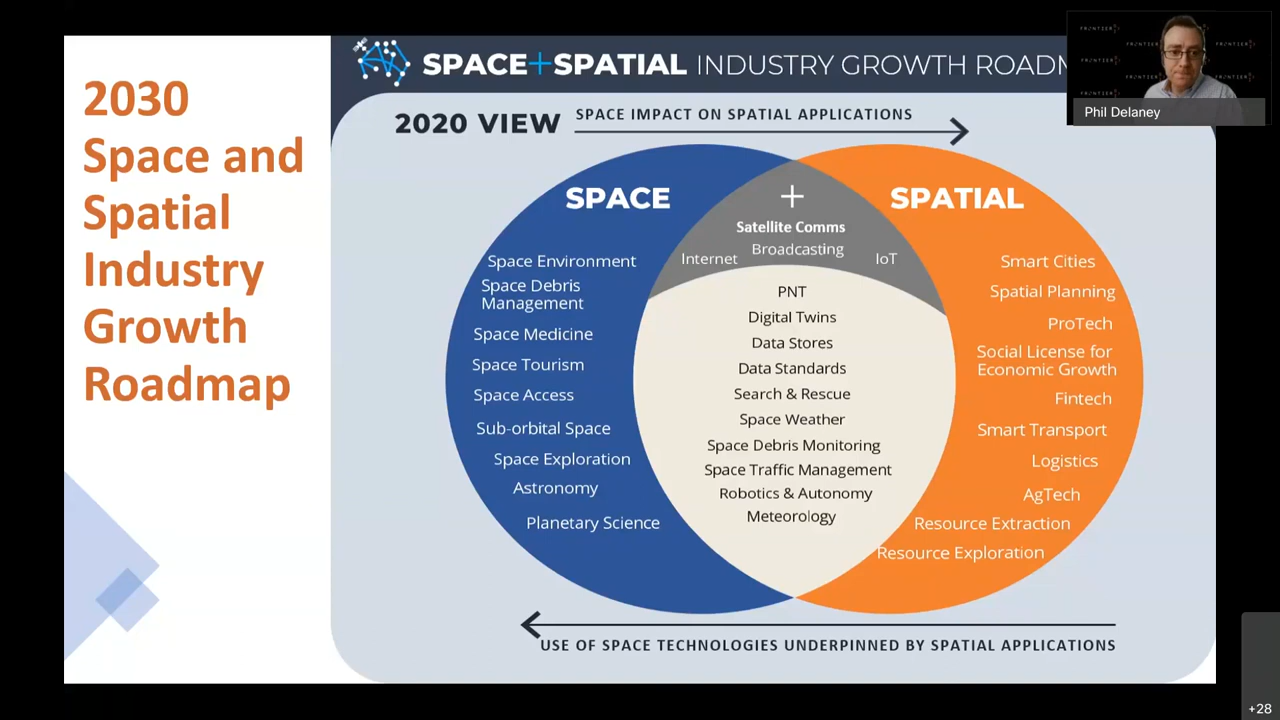 2030
Space and
Spatial
Industry
Growth
Roadmap
SPACE+SPATIAL INDUSTRY GROWTH ROADM
2020 VIEW
SPACE IMPACT ON SPATIAL APPLICATIONS
SPACE
Space Environment
Space Debris
Management
Space Medicine
Space Tourism
Space Access
Sub-orbital Space
Space Exploration
Astronomy
Planetary Science
+
Satellite Comms
Broadcasting
Internet
IoT
PNT
Digital Twins
Data Stores
Data Standards
Search & Rescue
Space Weather
Space Debris Monitoring
Space Traffic Management
Robotics & Autonomy
Meteorology
SPATIAL
Smart Cities
Spatial Planning
ProTech
Social License for
Economic Growth
Fintech
Smart Transport
Logistics
AgTech
Resource Extraction
Resource Exploration
USE OF SPACE TECHNOLOGIES UNDERPINNED BY SPATIAL APPLICATIONS
Phil Delaney
+28